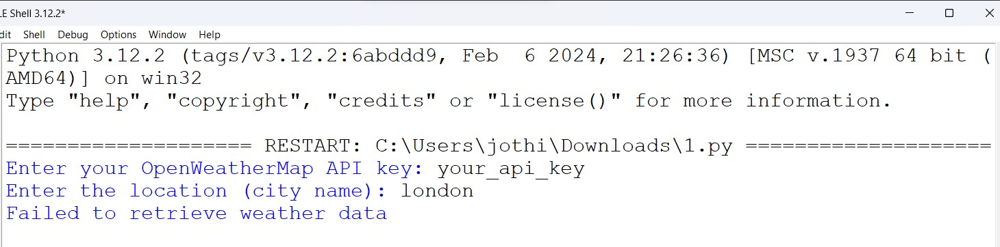 LE Shell 3.12.2*
dit Shell Debug Options Window Help
Python 3.12.2 (tags/v3.12.2:6abddd9, Feb  6 2024, 21:26:36) [MSC v.1937 64 bit (
AMD64)] on win32
Type "help", "copyright", "credits" or "license()" for more information.
==================== RESTART: C:\Users\jothi\Downloads\1.py ====================
Enter your OpenWeatherMap API key: your_api_key
Enter the location (city name): london
Failed to retrieve weather data